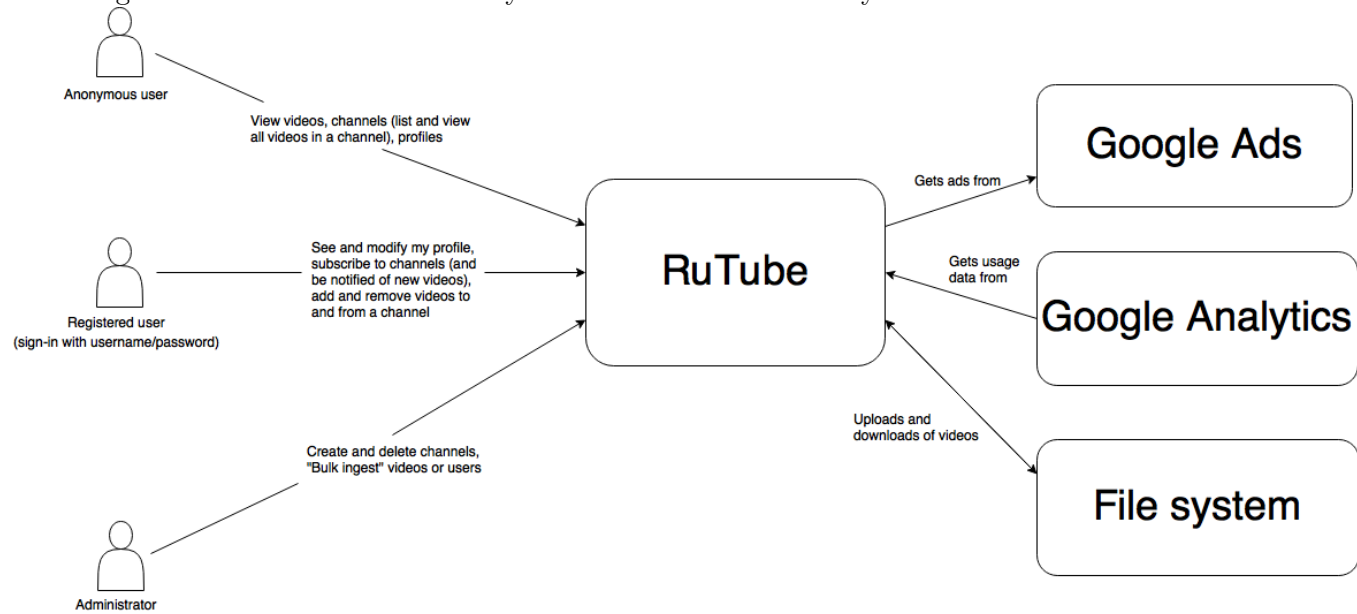 Anonymous user
View videos, channels (list and view
all videos in a channel), profiles
Google Ads
Gets ads from
RuTube
See and modify my profile,
subscribe to channels (and
be notified of new videos),
add and remove videos to
and from a channel
Registered user
(sign-in with username/password)
Gets usage
data from
Google Analytics
Uploads and
downloads of videos
Create and delete channels,
"Bulk ingest" videos or users
File system
Administrator